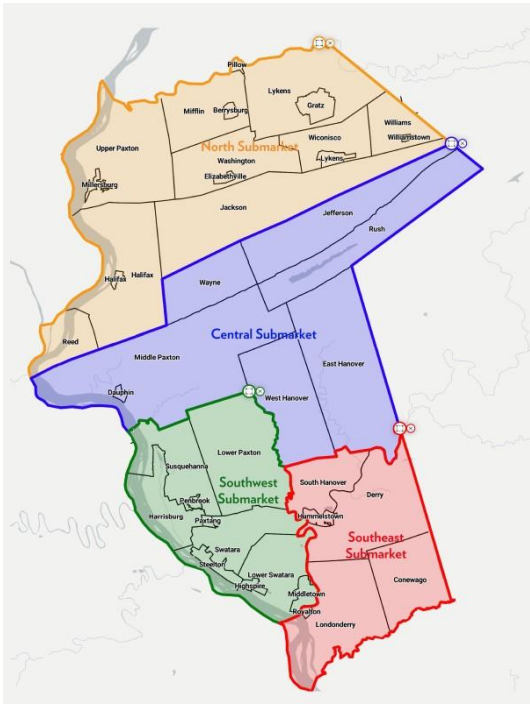 Pillow
Lykens
Gratz
Mifflin
Berrysburg
Williams
Williamstown
Upper Paxton
North Submarket
Wiconisco
Washington
Lykens
Elizabethville
Millersburg
Jackson
Jefferson
Rush
Halifax
Halifax
Wayne
Reed
Central Submarket
Middle Paxton
East Hanover
Dauphin
West Hanover
Lower Paxton
Susquehanna
Southwest
Submarket
South Hanover
Derry
Penbrook
Harrisburg
Paxtang
Hummelstown
Southeast
Submarket
Swatara
Steelton
Lower Swatara
Highspire
Conewago
Middletown
Royalton
Londonderry